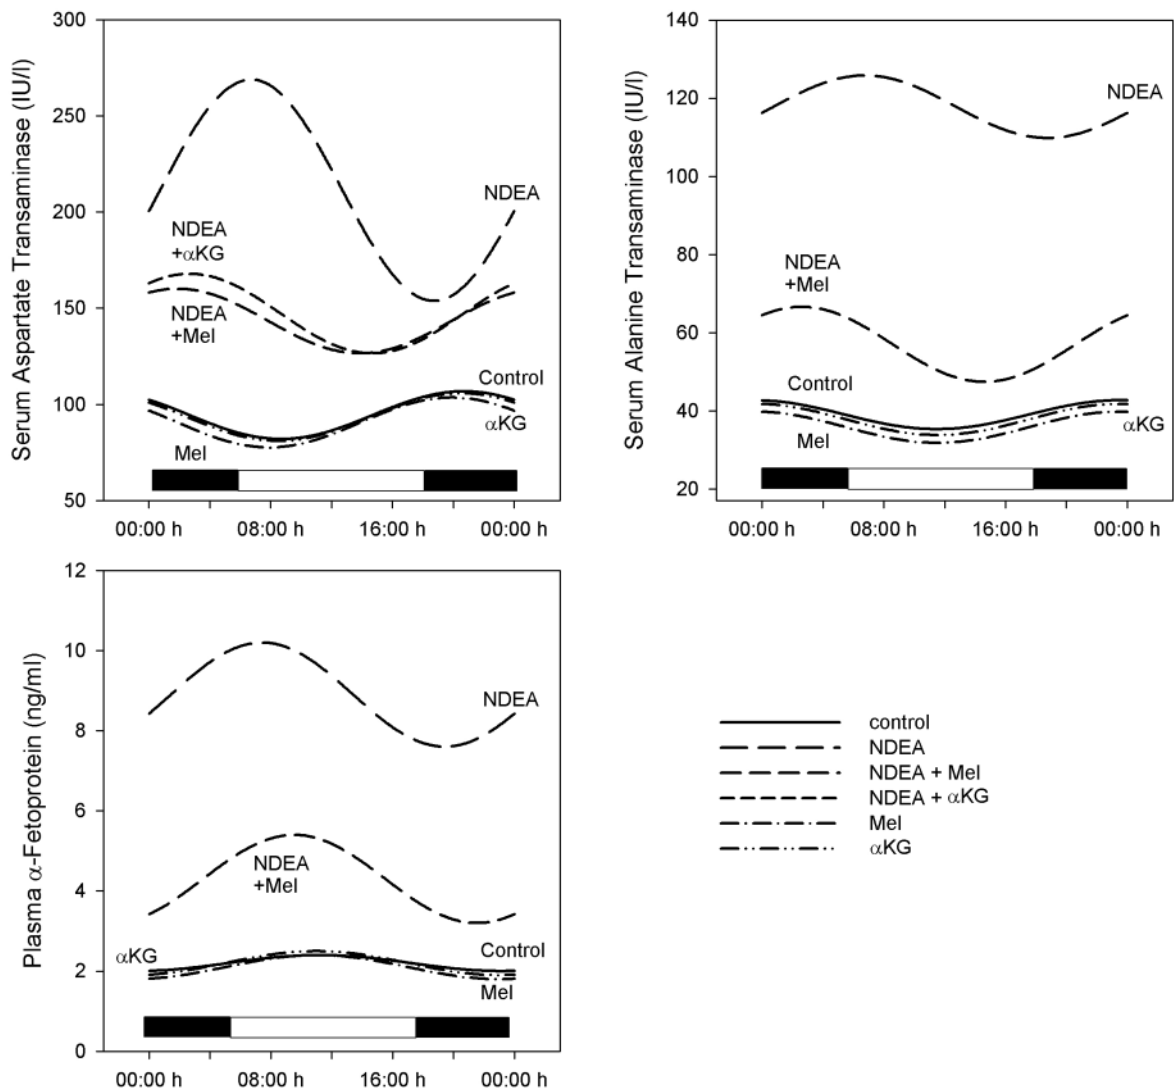 Serum Aspartate Transaminase (IU/l)
300
250
200
150
100
50
NDEA
NDEA
+αKG
NDEA
+Mel
Control
αKG
Mel
00:00 h 08:00 h 16:00 h 00:00 h
Serum Alanine Transaminase (IU/l)
140
120
100
80
60
40
20
NDEA
NDEA
+Mel
Control
αKG
Mel
00:00 h 08:00 h 16:00 h 00:00 h
Plasma α-Fetoprotein (ng/ml)
12
10
8
6
4
2
0
NDEA
NDEA
+Mel
αKG
Control
Mel
00:00 h 08:00 h 16:00 h 00:00 h
control
NDEA
NDEA + Mel
NDEA + αKG
Mel
αKG